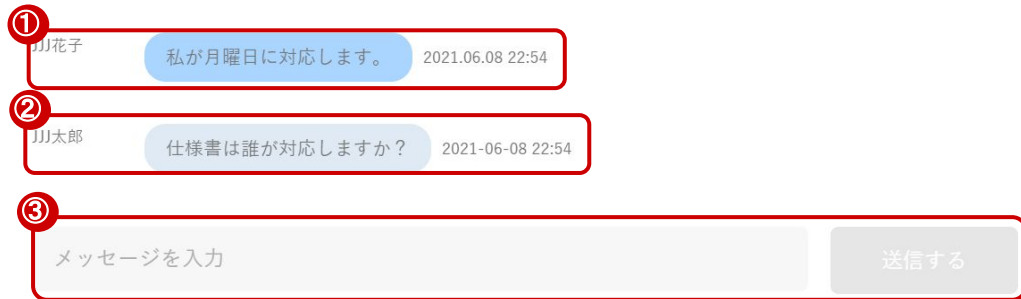 ①
JJJ花子
私が月曜日に対応します。 2021.06.08 22:54
②
JJJ太郎
仕様書は誰が対応しますか？ 2021-06-08 22:54
③
メッセージを入力 送信する